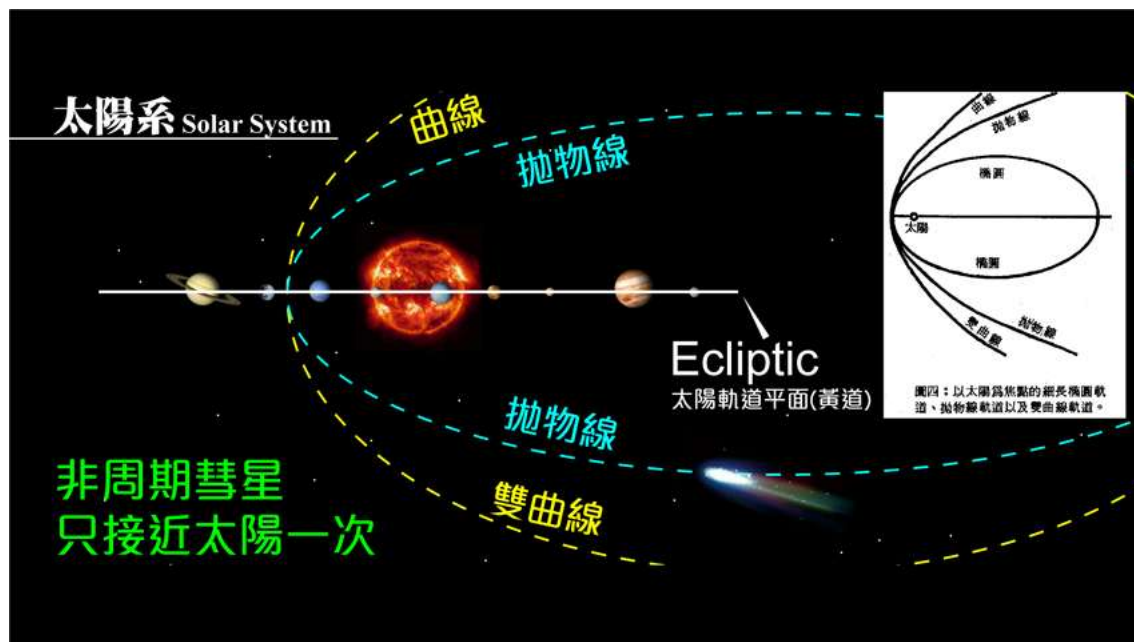 太陽系 Solar System
曲線
拋物線
Ecliptic
太陽軌道平面(黃道)
拋物線
雙曲線
非周期彗星
只接近太陽一次
曲線
拋物線
橢圓
太陽
橢圓
拋物線
雙曲線
圖四：以太陽爲焦點的細長橢圓軌
道、拋物線軌道以及雙曲線軌道。